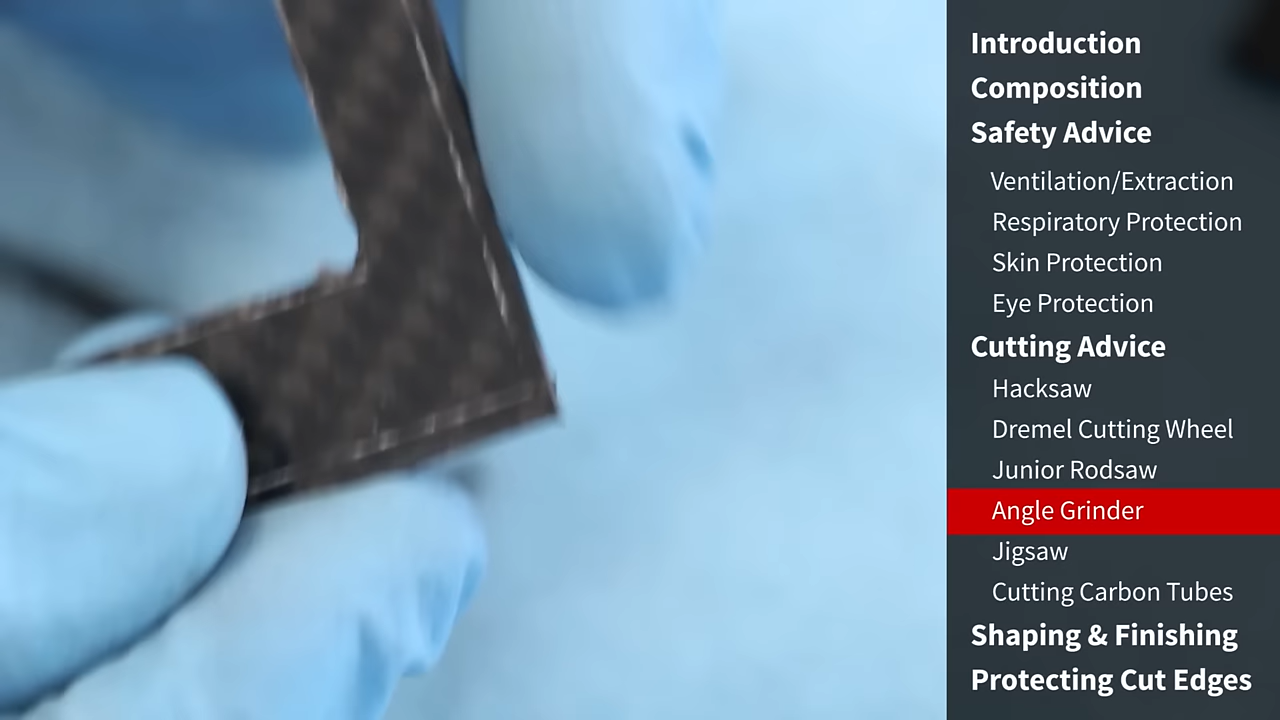 Introduction
Composition
Safety Advice
Ventilation/Extraction
Respiratory Protection
Skin Protection
Eye Protection
Cutting Advice
Hacksaw
Dremel Cutting Wheel
Junior Rodsaw
Angle Grinder
Jigsaw
Cutting Carbon Tubes
Shaping & Finishing
Protecting Cut Edges